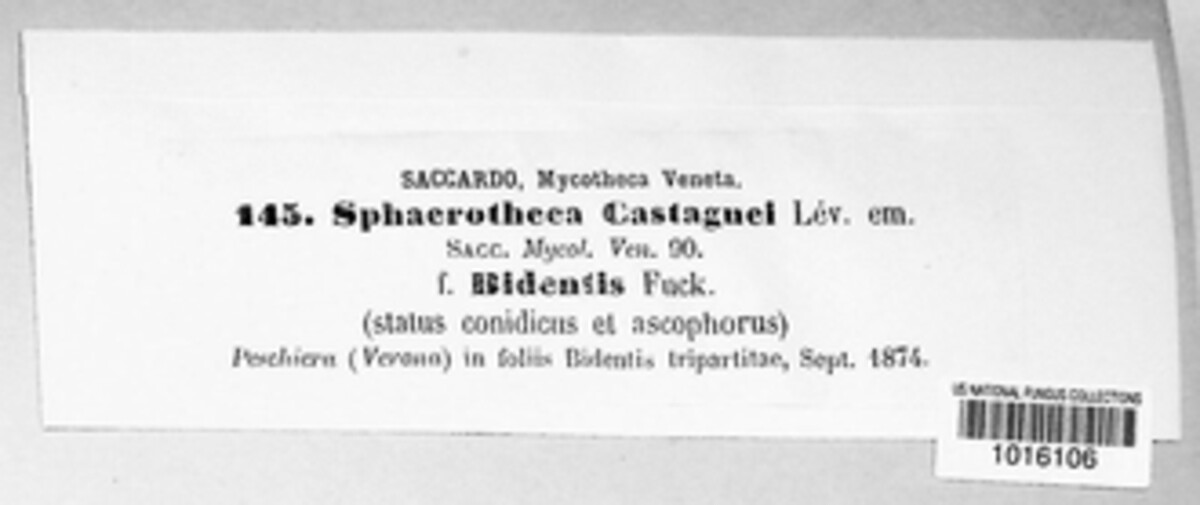 SACCARDO, Mycotheca Veneta.
145. Sphaerotheca Castagnei Lév. em.
SACC. Mycol. Ven. 90.
f. Bidentis Fuck.
(status conidicus et ascophorus)
Peschiera (Verona) in foliis Bidentis tripartitae, Sept. 1874.
US NATIONAL FUNGUS COLLECTIONS
1016106